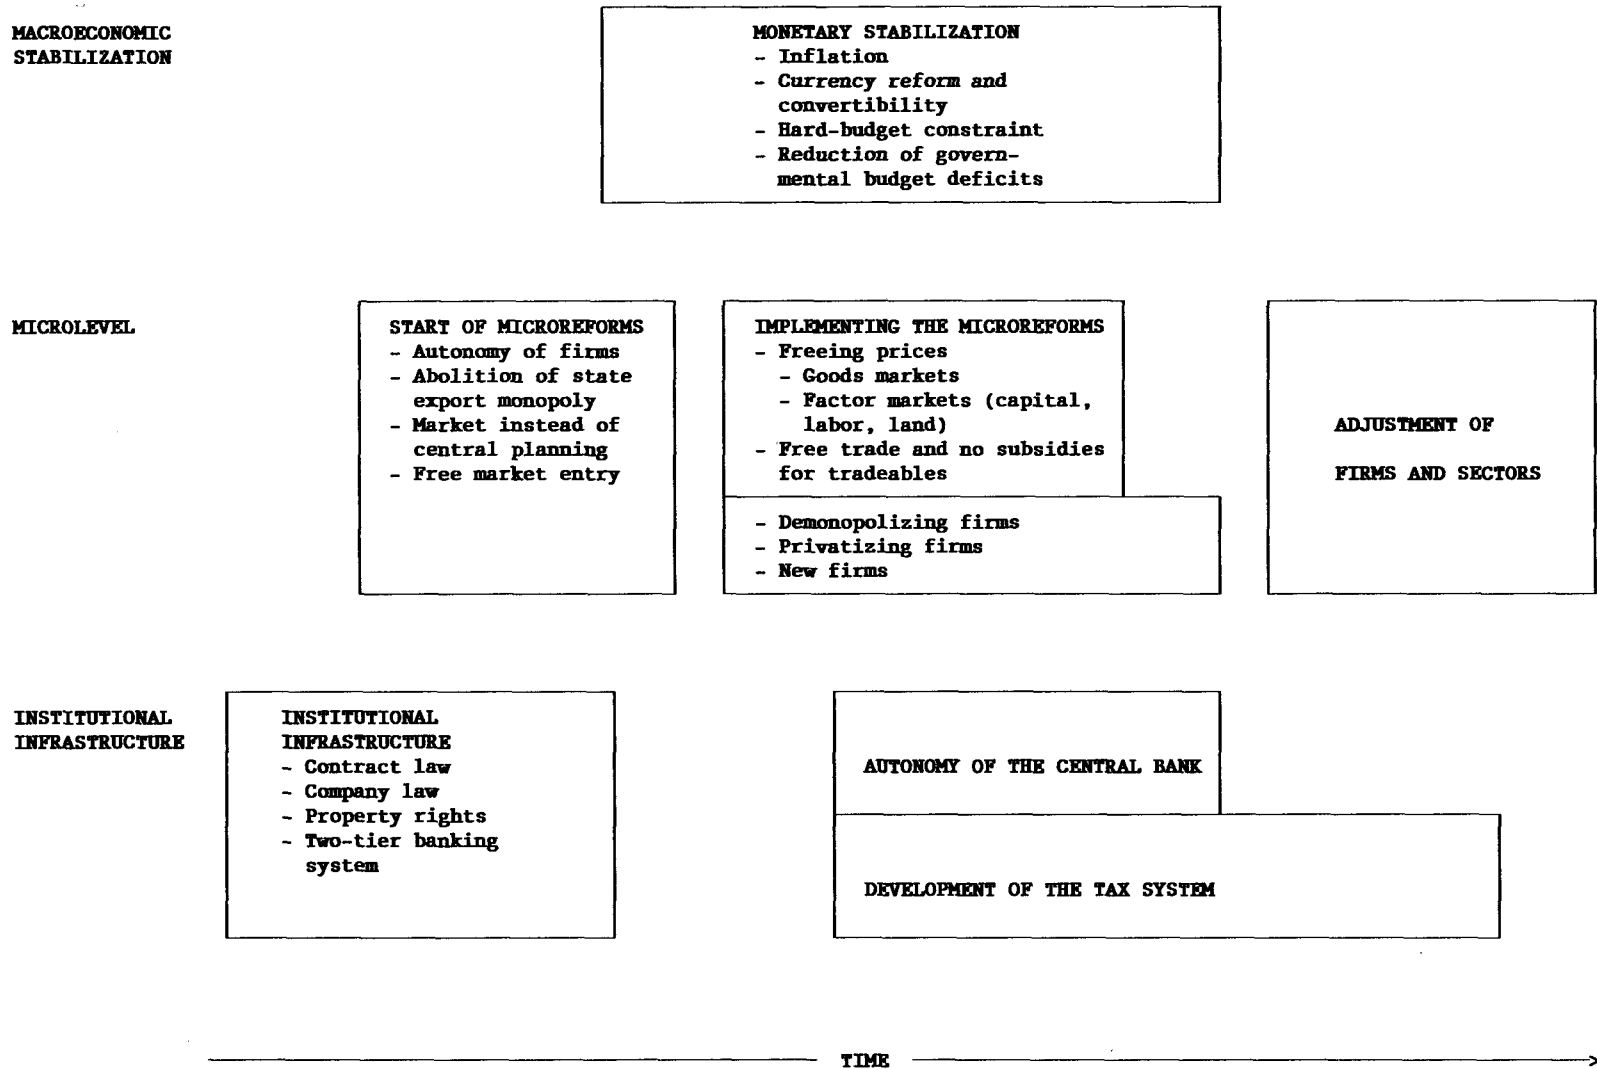 MACROECONOMIC
STABILIZATION
MONETARY STABILIZATION
- Inflation
- Currency reform and
convertibility
- Hard-budget constraint
- Reduction of govern-
mental budget deficits
MICROLEVEL
START OF MICROREFORMS
- Autonomy of firms
- Abolition of state
export monopoly
- Market instead of
central planning
- Free market entry
IMPLEMENTING THE MICROREFORMS
- Freeing prices
- Goods markets
- Factor markets (capital,
labor, land)
- Free trade and no subsidies
for tradeables
- Demonopolizing firms
- Privatizing firms
- New firms
ADJUSTMENT OF
FIRMS AND SECTORS
INSTITUTIONAL
INFRASTRUCTURE
INSTITUTIONAL
INFRASTRUCTURE
- Contract law
- Company law
- Property rights
- Two-tier banking
system
AUTONOMY OF THE CENTRAL BANK
DEVELOPMENT OF THE TAX SYSTEM
TIME